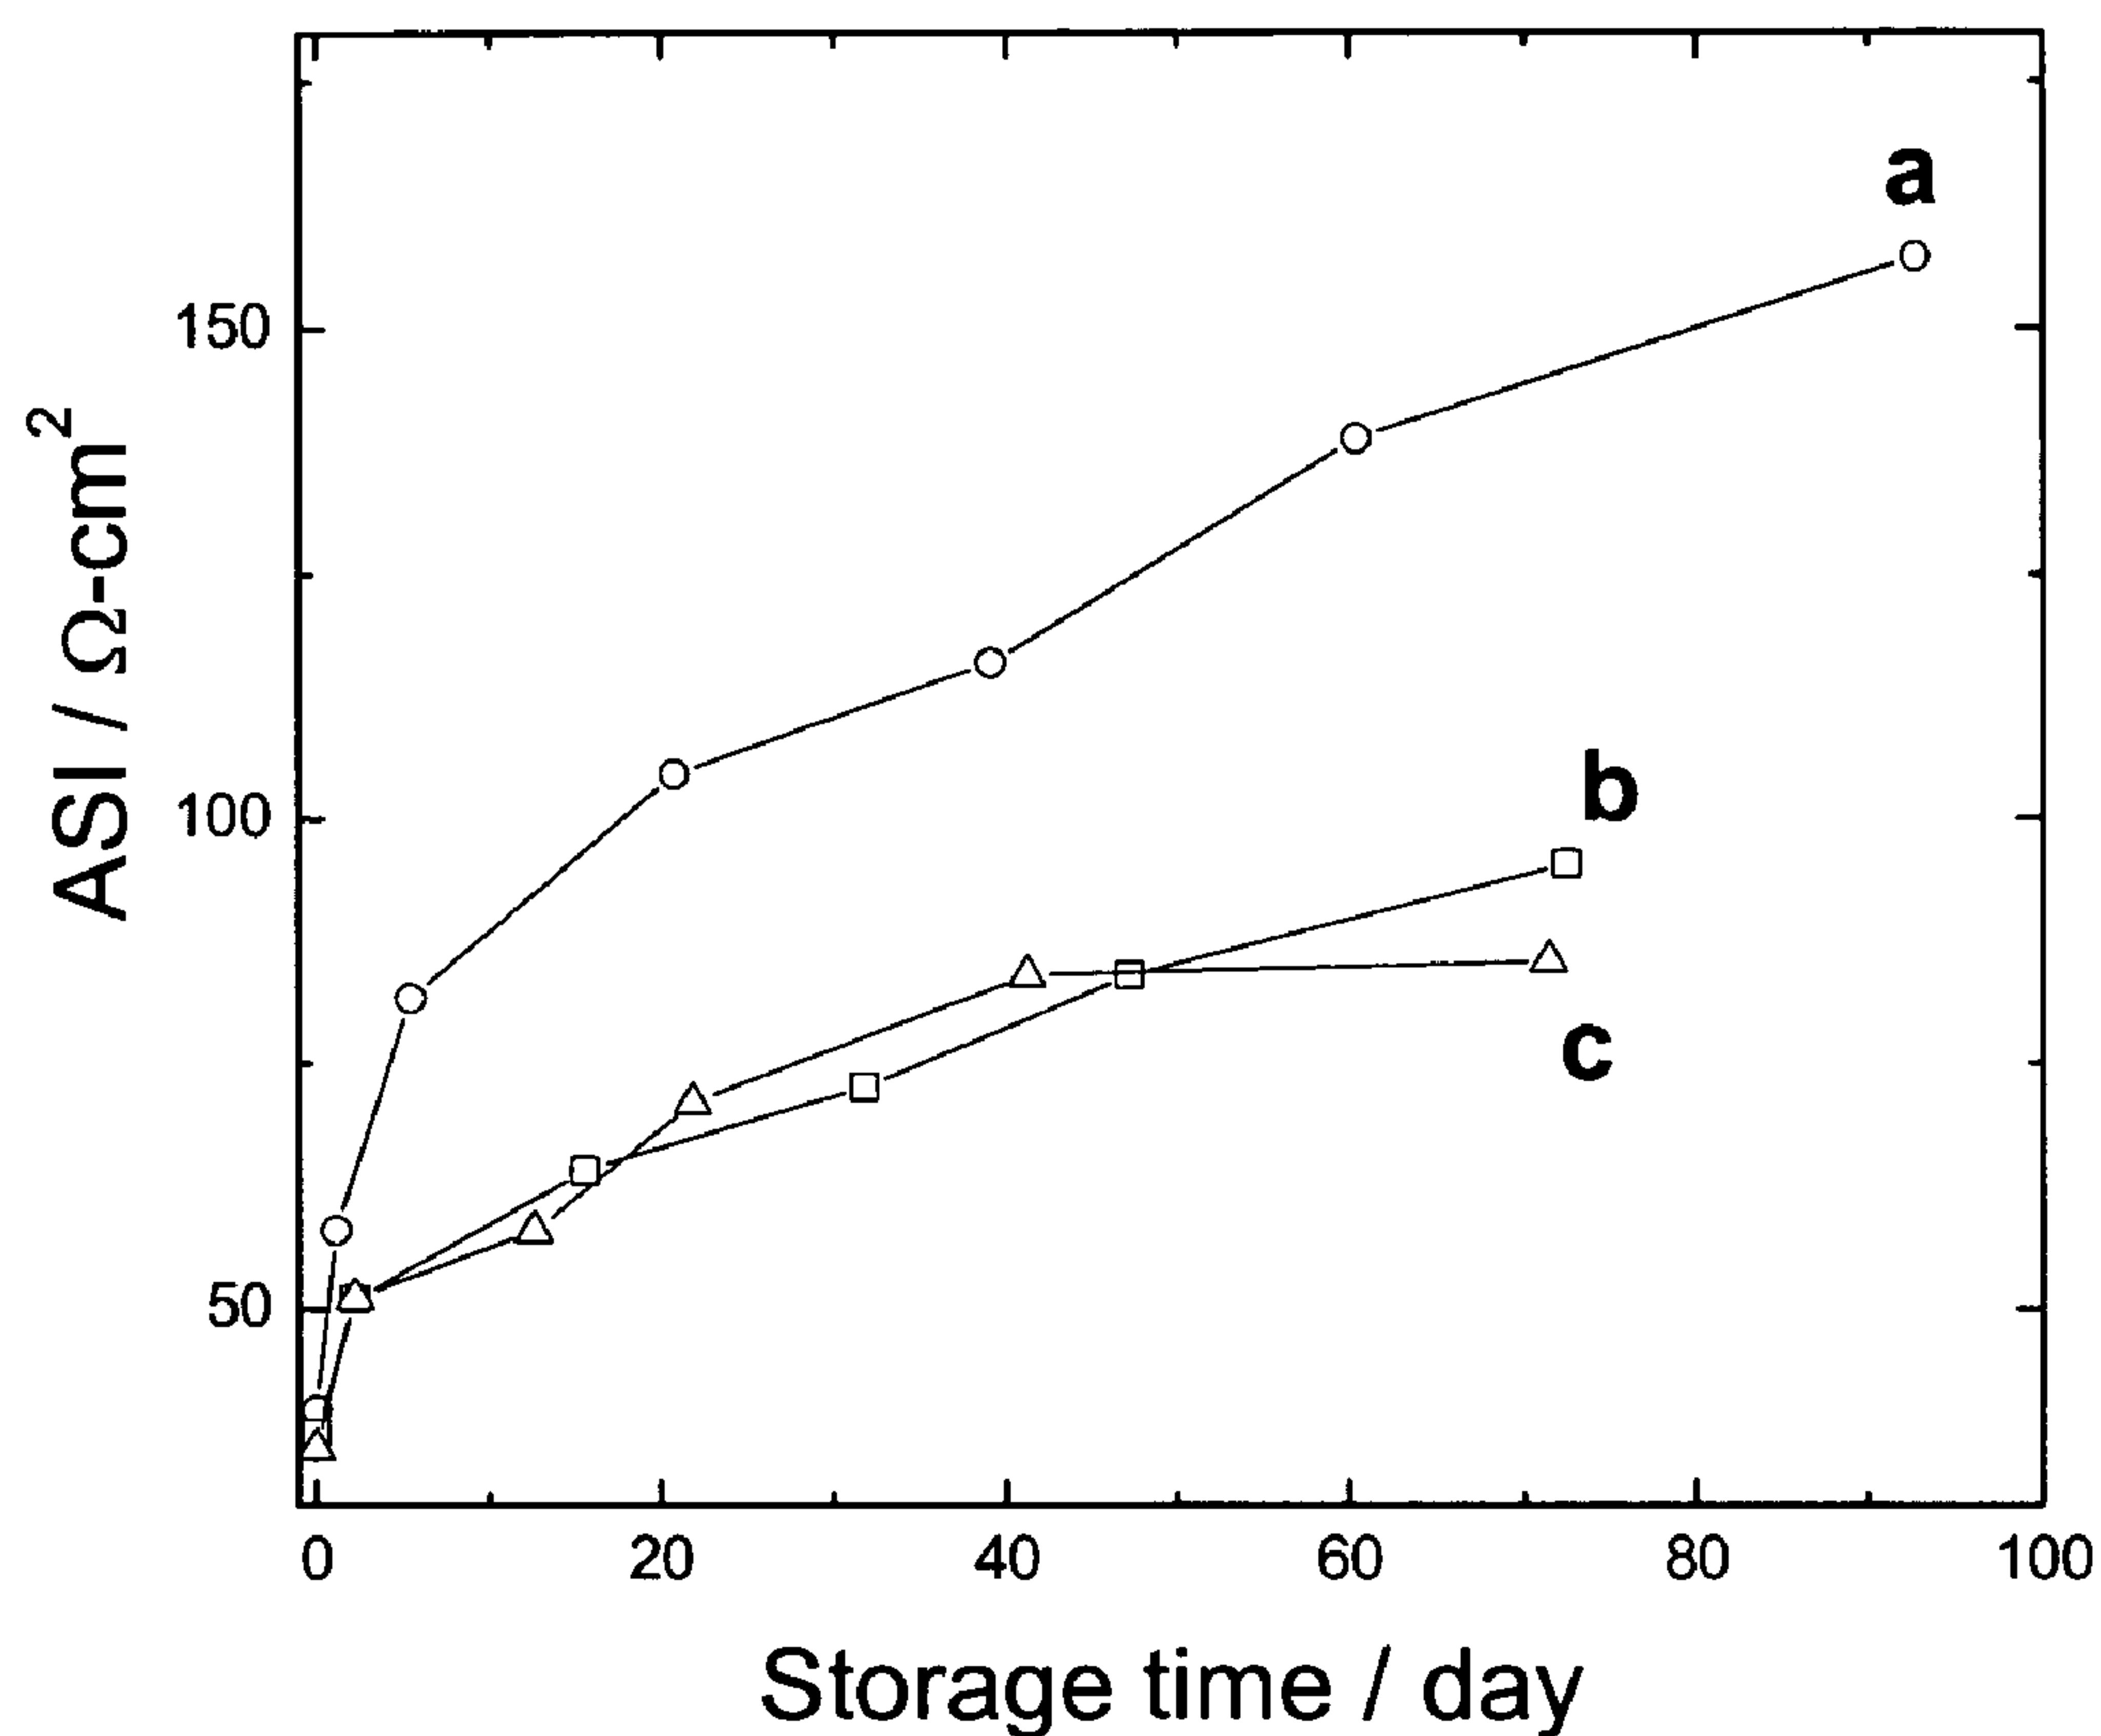 a
150
ASI / Ω-cm²
100
b
c
50
0 20 40 60 80 100
Storage time / day